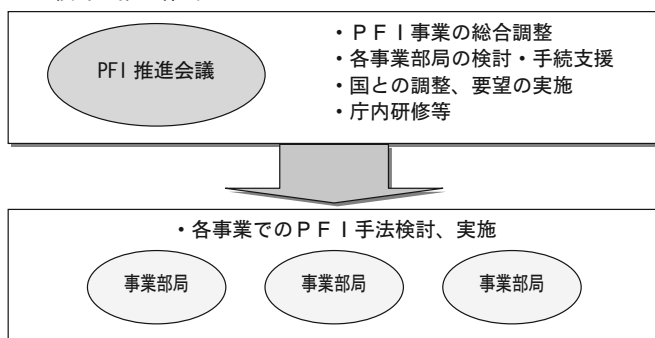 PFI 推進会議
・ＰＦＩ事業の総合調整
・各事業部局の検討・手続支援
・国との調整、要望の実施
・庁内研修等
・各事業でのＰＦＩ手法検討、実施
事業部局
事業部局
事業部局